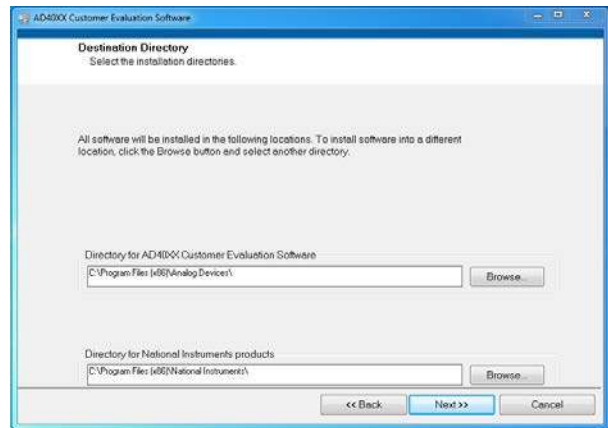 AD40XX Customer Evaluation Software
Destination Directory
Select the installation directories.
All software will be installed in the following locations. To install software into a different
location, click the Browse button and select another directory.
Directory for AD40XX Customer Evaluation Software
C:\Program Files (x86)\Analog Devices\
Browse...
Directory for National Instruments products
C:\Program Files (x86)\National Instruments\
Browse...
<< Back
Next >>
Cancel